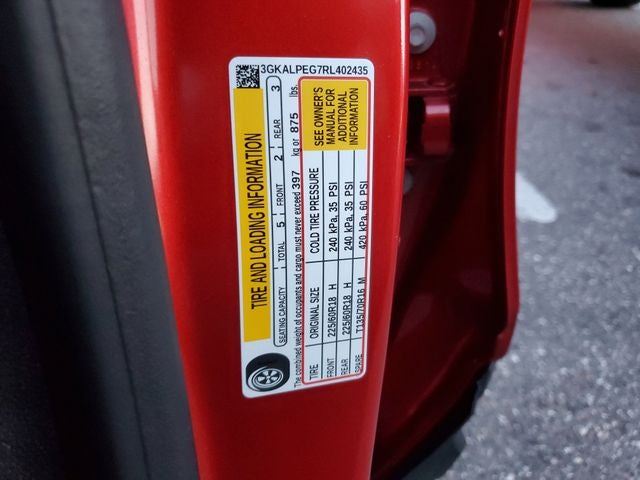 3GKALPEG7RL402435
TIRE AND LOADING INFORMATION
SEATING CAPACITY TOTAL 5 FRONT 2 REAR 3
The combined weight of occupants and cargo must never exceed 397 kg or 875 lbs.
TIRE ORIGINAL SIZE COLD TIRE PRESSURE
FRONT 225/60R18 H 240 kPa, 35 PSI
REAR 225/60R18 H 240 kPa, 35 PSI
SPARE T135/70R16 M 420 kPa, 60 PSI
SEE OWNER'S
MANUAL FOR
ADDITIONAL
INFORMATION